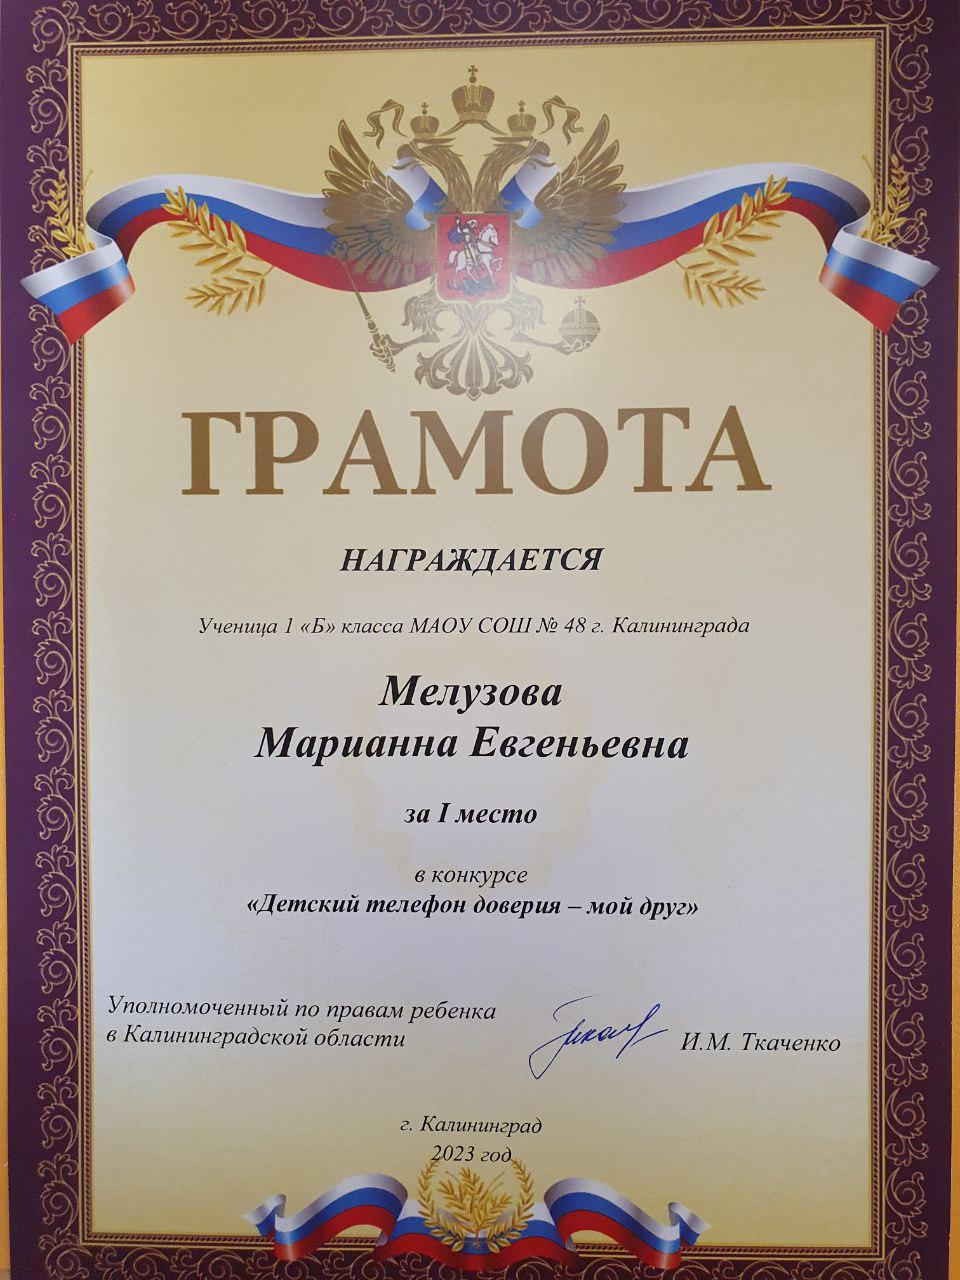 ГРАМОТА
НАГРАЖДАЕТСЯ
Ученица 1 «Б» класса МАОУ СОШ № 48 г. Калининграда
Мелузова
Марианна Евгеньевна
за I место
в конкурсе
«Детский телефон доверия – мой друг»
Уполномоченный по правам ребенка
в Калининградской области
И.М. Ткаченко
г. Калининград
2023 год